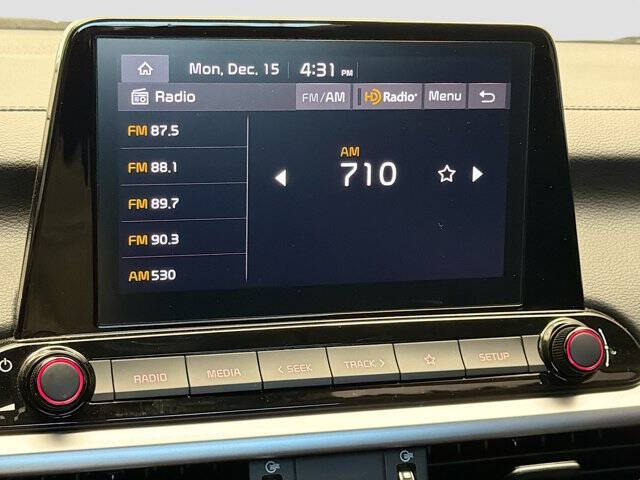 Mon, Dec. 15 4:31 PM
Radio FM/AM HD Radio Menu
FM 87.5
FM 88.1
FM 89.7
FM 90.3
AM 530
AM
710
RADIO MEDIA < SEEK TRACK > SETUP